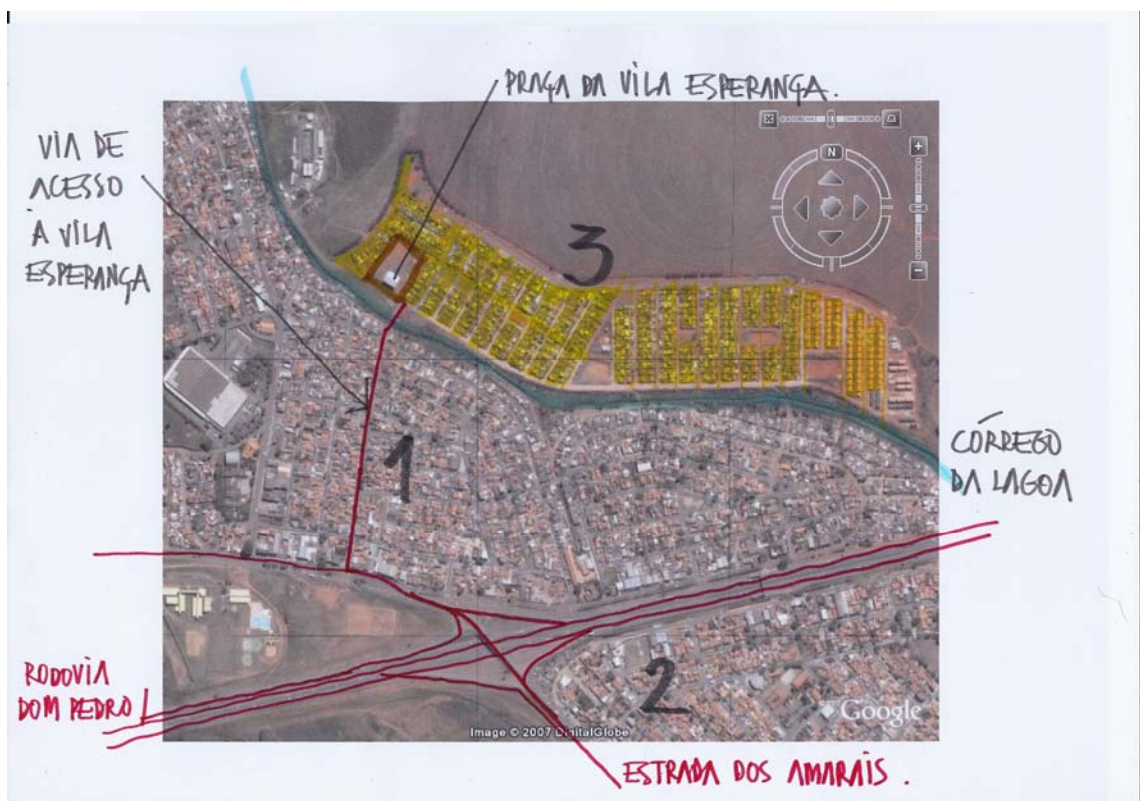 PRAÇA DA VILA ESPERANÇA.
VIA DE
ACESSO
À VILA
ESPERANÇA
N
3
1
CÓRREGO
DA LAGOA
2
RODOVIA
DOM PEDRO I
Google
Image © 2007 DigitalGlobe
ESTRADA DOS AMARAIS.